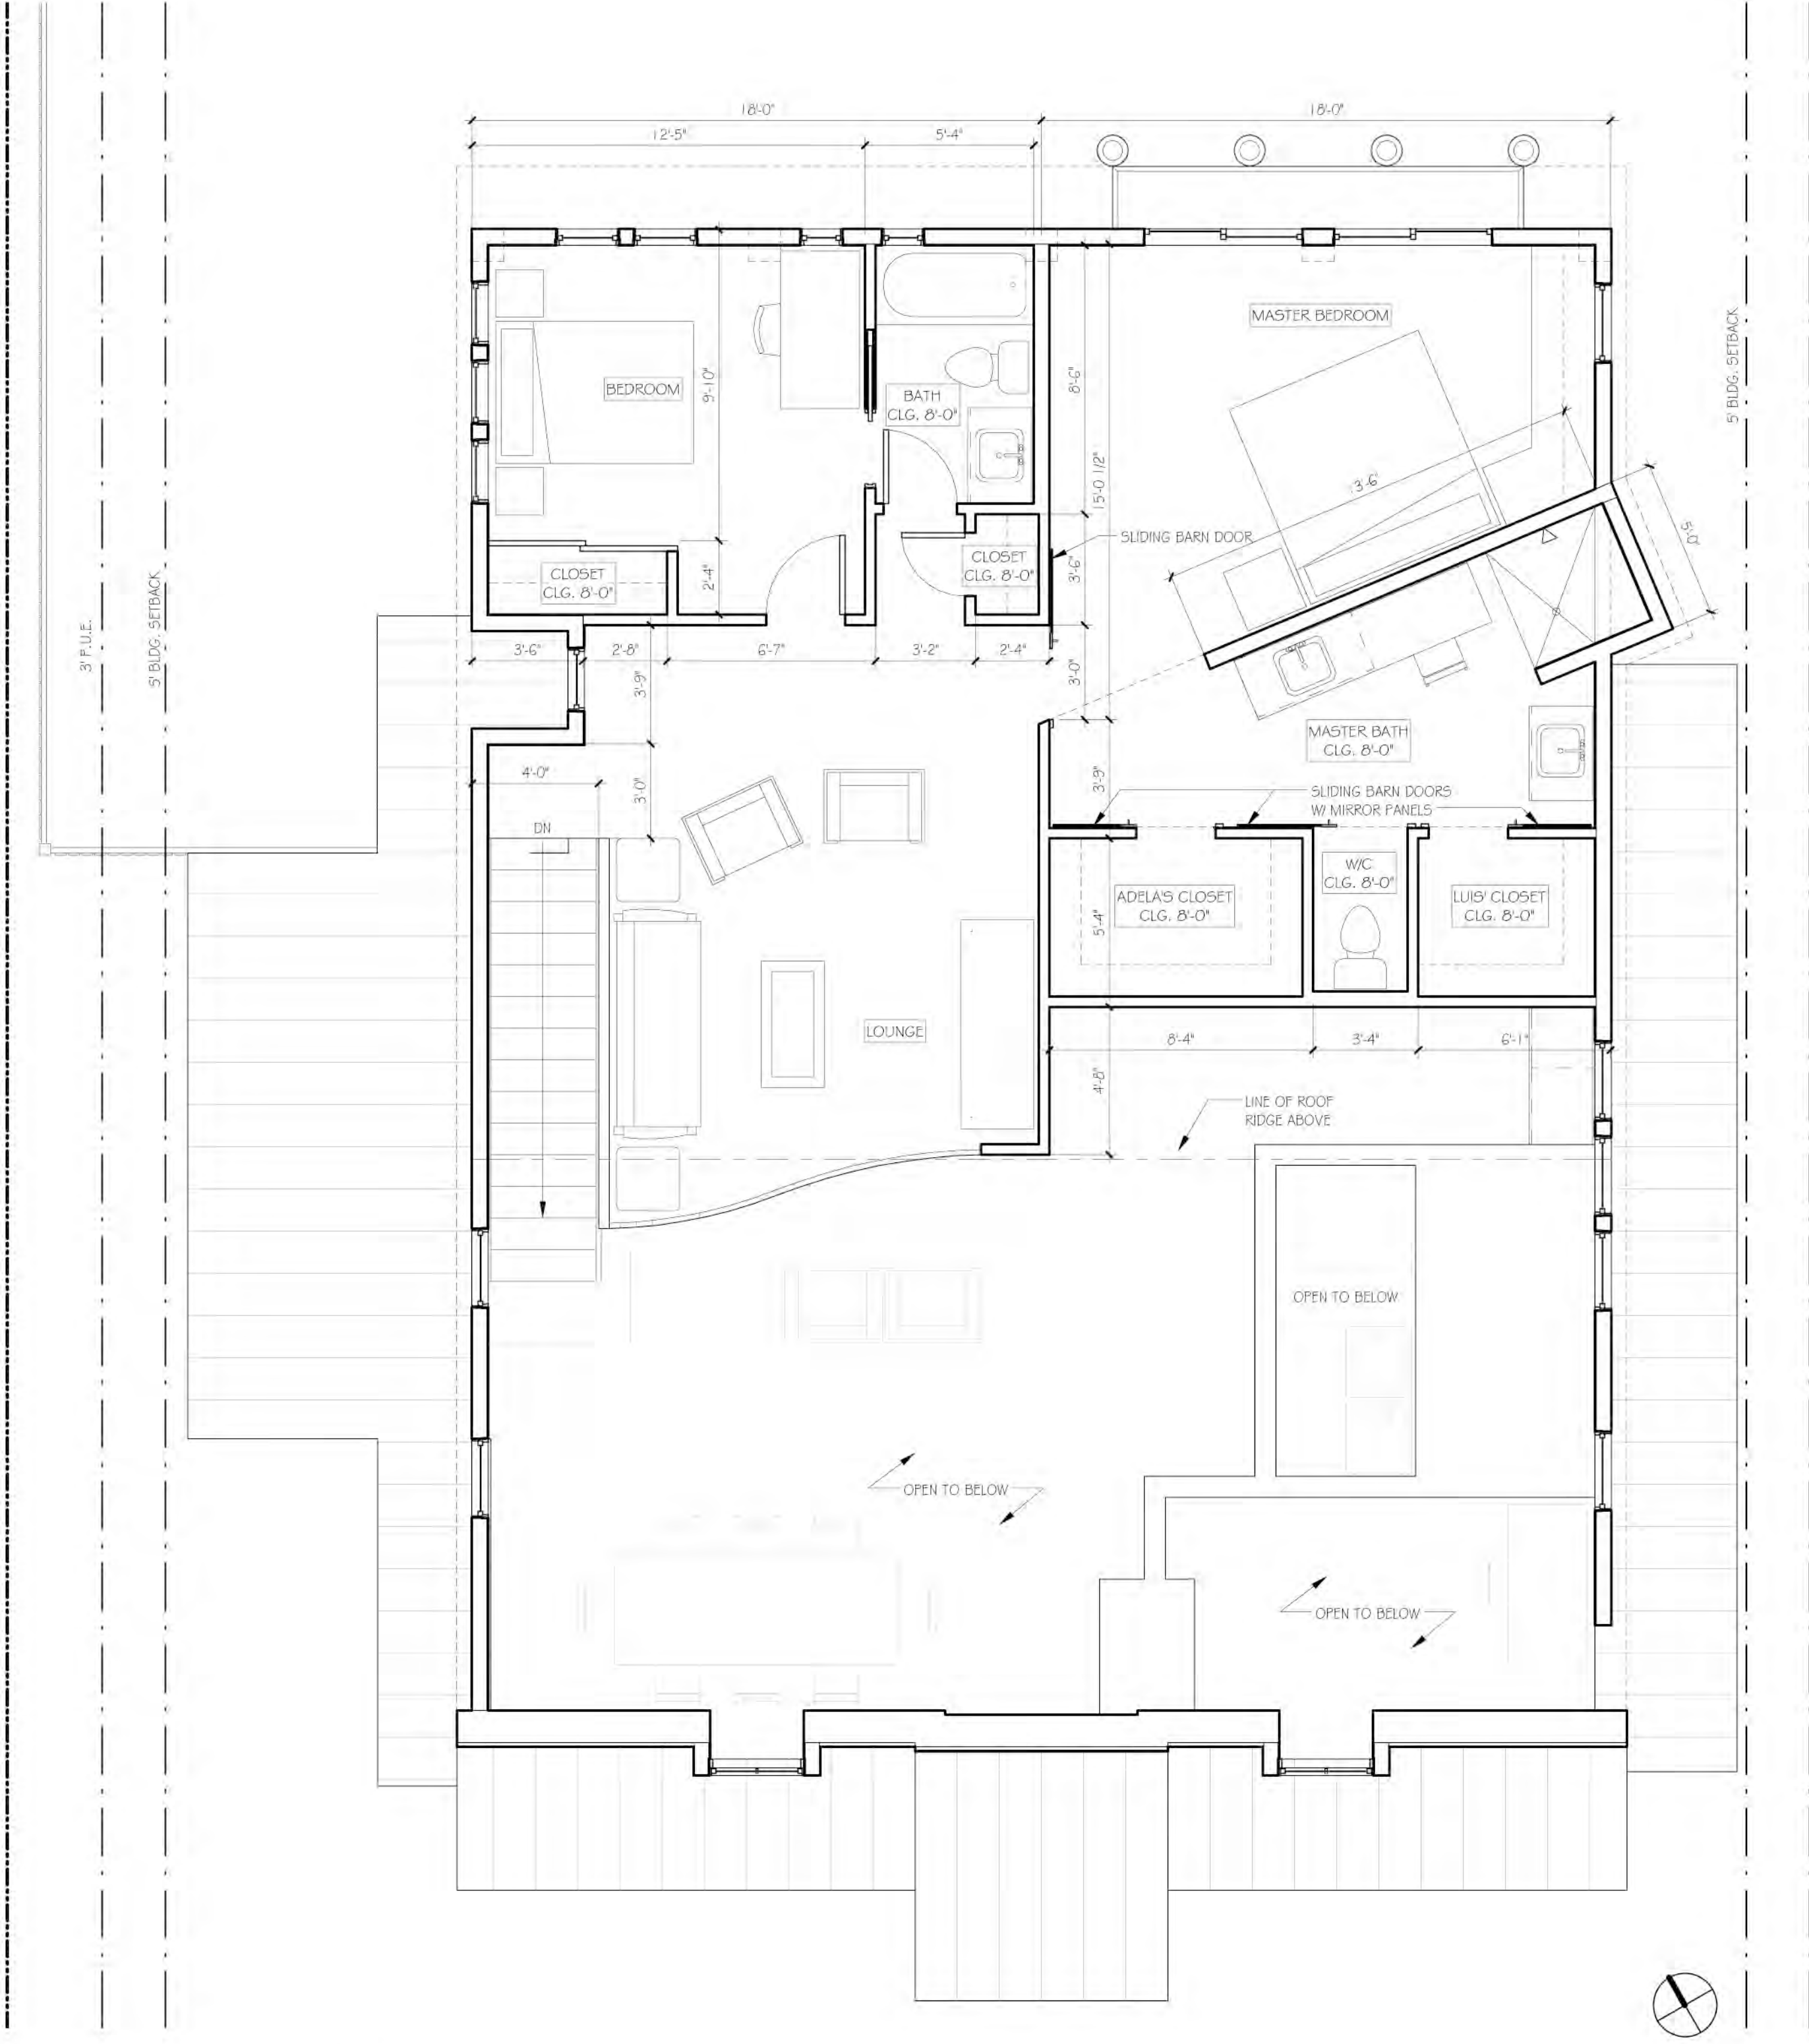 18'-0"
18'-0"
12'-5"
5'-4"
MASTER BEDROOM
5' BLDG. SETBACK
BEDROOM
9'-10"
BATH
CLG. 8'-0"
8'-6"
15'-0 1/2"
13'-6"
5'-0"
SLIDING BARN DOOR
CLOSET
CLG. 8'-0"
CLOSET
CLG. 8'-0"
2'-4"
3'-6"
3' P.U.E.
5' BLDG. SETBACK
3'-6"
2'-8"
6'-7"
3'-2"
2'-4"
3'-9"
3'-0"
MASTER BATH
CLG. 8'-0"
4'-0"
3'-0"
3'-9"
SLIDING BARN DOORS
W/ MIRROR PANELS
DN
W/C
CLG. 8'-0"
ADELA'S CLOSET
CLG. 8'-0"
LUIS' CLOSET
CLG. 8'-0"
5'-4"
LOUNGE
8'-4"
3'-4"
6'-1"
4'-8"
LINE OF ROOF
RIDGE ABOVE
OPEN TO BELOW
OPEN TO BELOW
OPEN TO BELOW